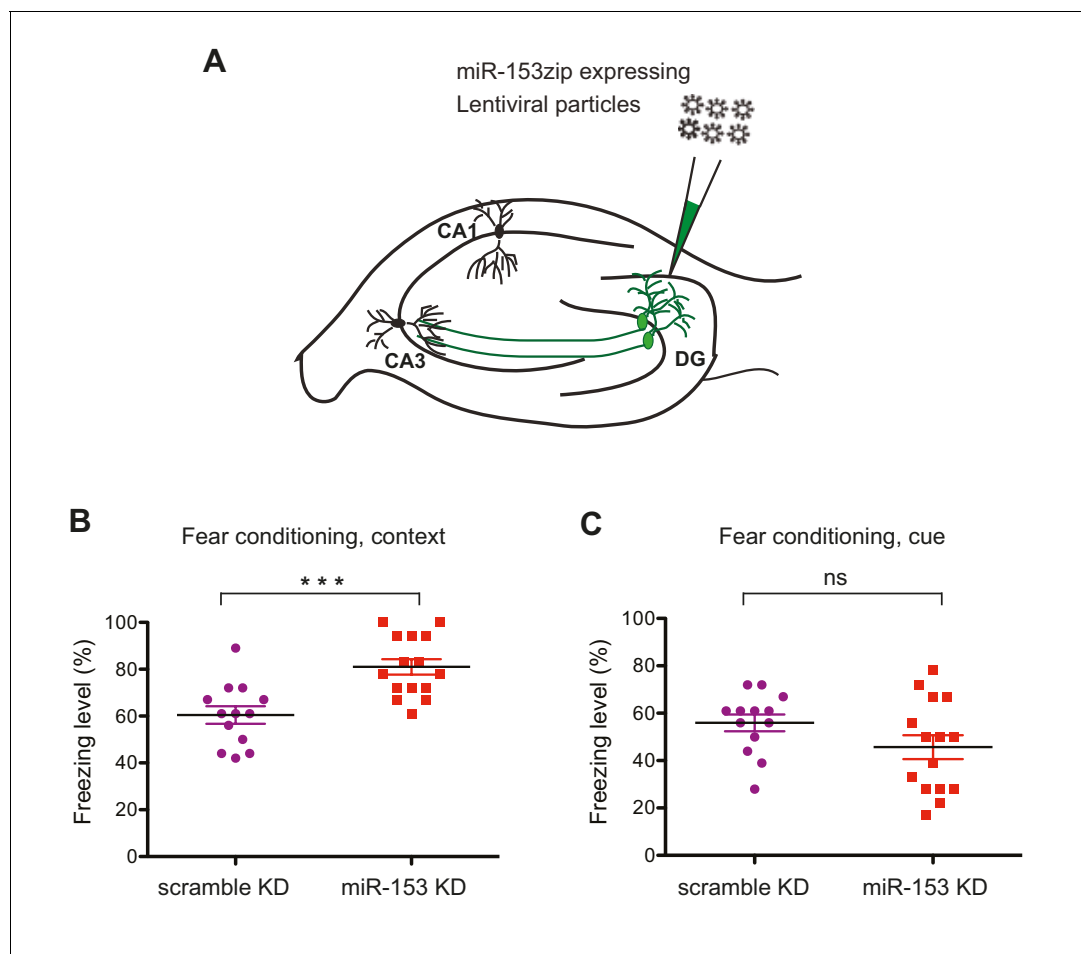 A
miR-153zip expressing
Lentiviral particles
CA1
CA3
DG
B
Fear conditioning, context
* * *
Freezing level (%)
100
80
60
40
20
0
scramble KD
miR-153 KD
C
Fear conditioning, cue
ns
Freezing level (%)
100
80
60
40
20
0
scramble KD
miR-153 KD